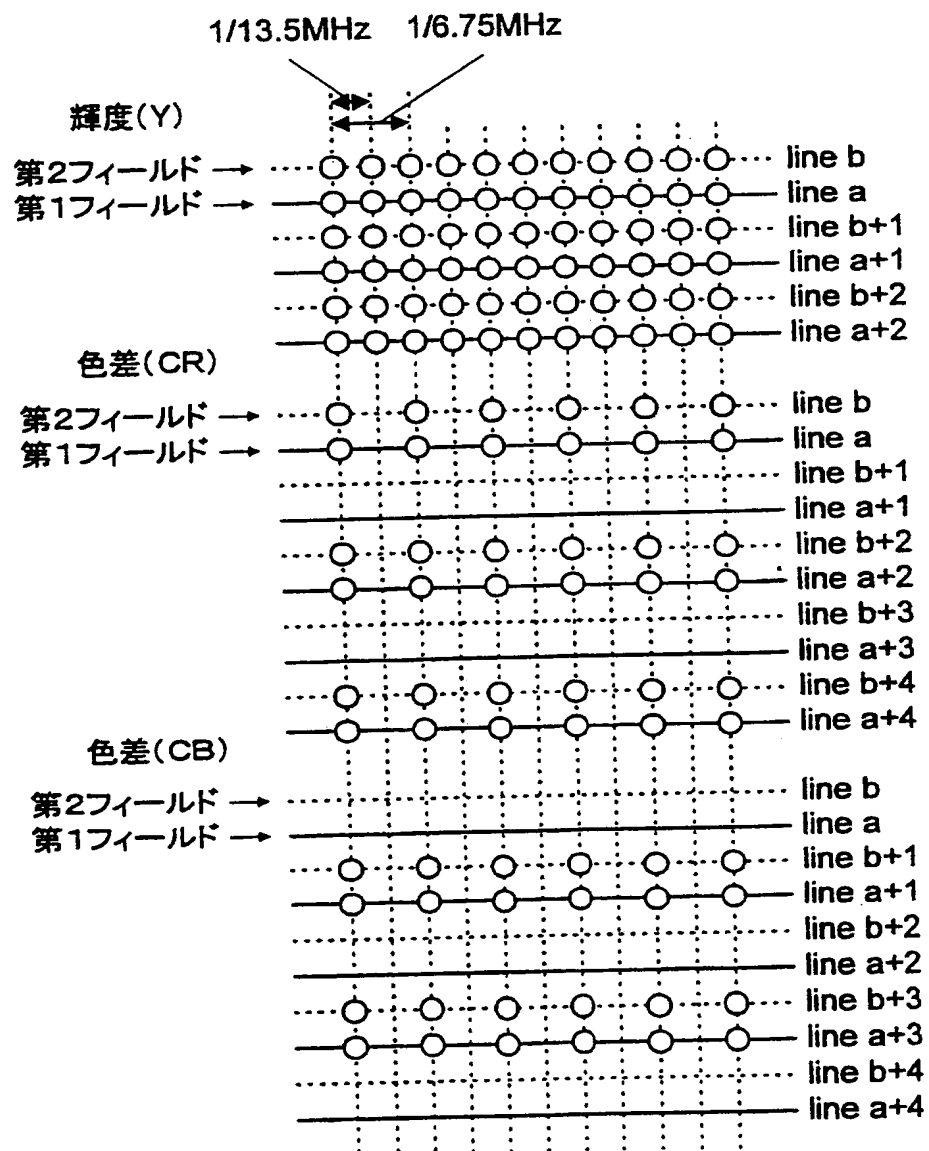 1/13.5MHz 1/6.75MHz
輝度(Y)
第2フィールド → line b
第1フィールド → line a
line b+1
line a+1
line b+2
line a+2
色差(CR)
第2フィールド → line b
第1フィールド → line a
line b+1
line a+1
line b+2
line a+2
line b+3
line a+3
line b+4
line a+4
色差(CB)
第2フィールド → line b
第1フィールド → line a
line b+1
line a+1
line b+2
line a+2
line b+3
line a+3
line b+4
line a+4